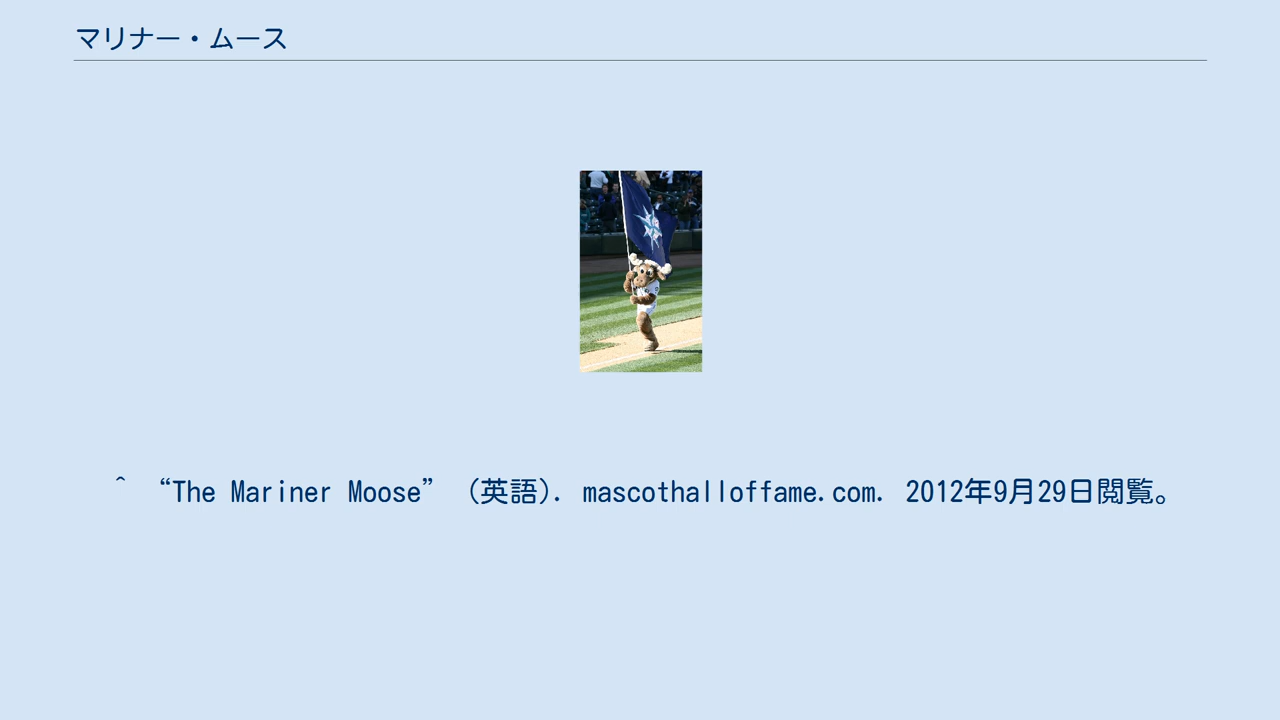 マリナー・ムース
^ “The Mariner Moose” (英語). mascothalloffame.com. 2012年9月29日閲覧。